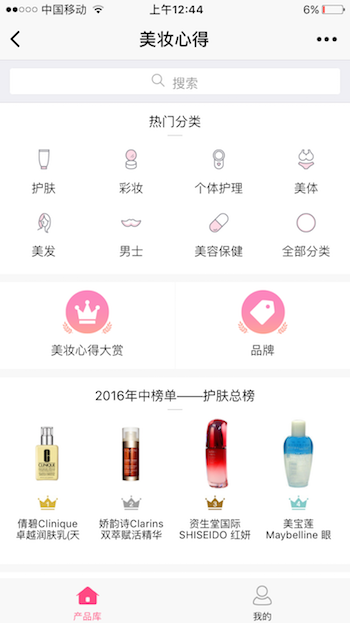 中国移动 上午12:44 6%
美妆心得
搜索
热门分类
护肤 彩妆 个体护理 美体
美发 男士 美容保健 全部分类
美妆心得大赏 品牌
2016年中榜单——护肤总榜
CLINIQUE
1 2 3 4
倩碧Clinique 娇韵诗Clarins 资生堂国际 美宝莲
卓越润肤乳(天 双萃赋活精华 SHISEIDO 红妍 Maybelline 眼
产品库 我的